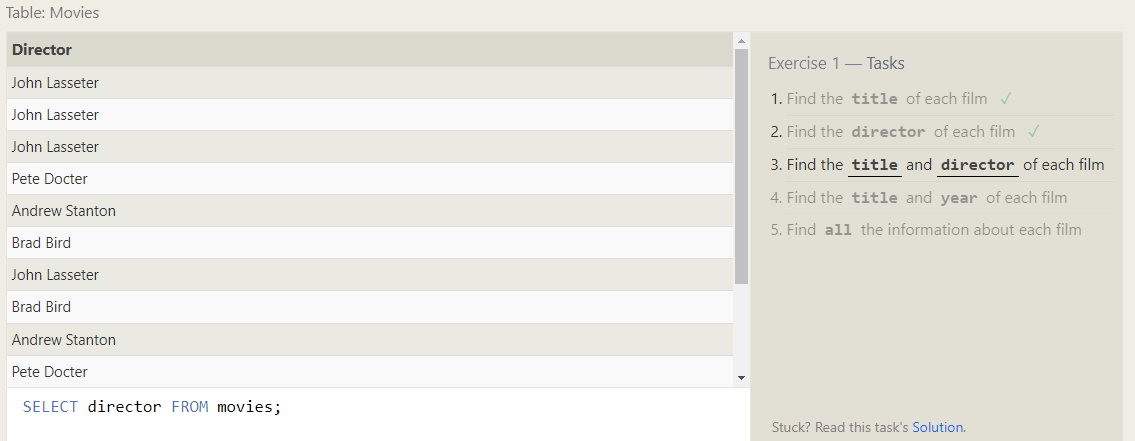 Table: Movies
Director
John Lasseter
John Lasseter
John Lasseter
Pete Docter
Andrew Stanton
Brad Bird
John Lasseter
Brad Bird
Andrew Stanton
Pete Docter
SELECT director FROM movies;
Exercise 1 — Tasks
1. Find the title of each film ✓
2. Find the director of each film ✓
3. Find the title and director of each film
4. Find the title and year of each film
5. Find all the information about each film
Stuck? Read this task's Solution.